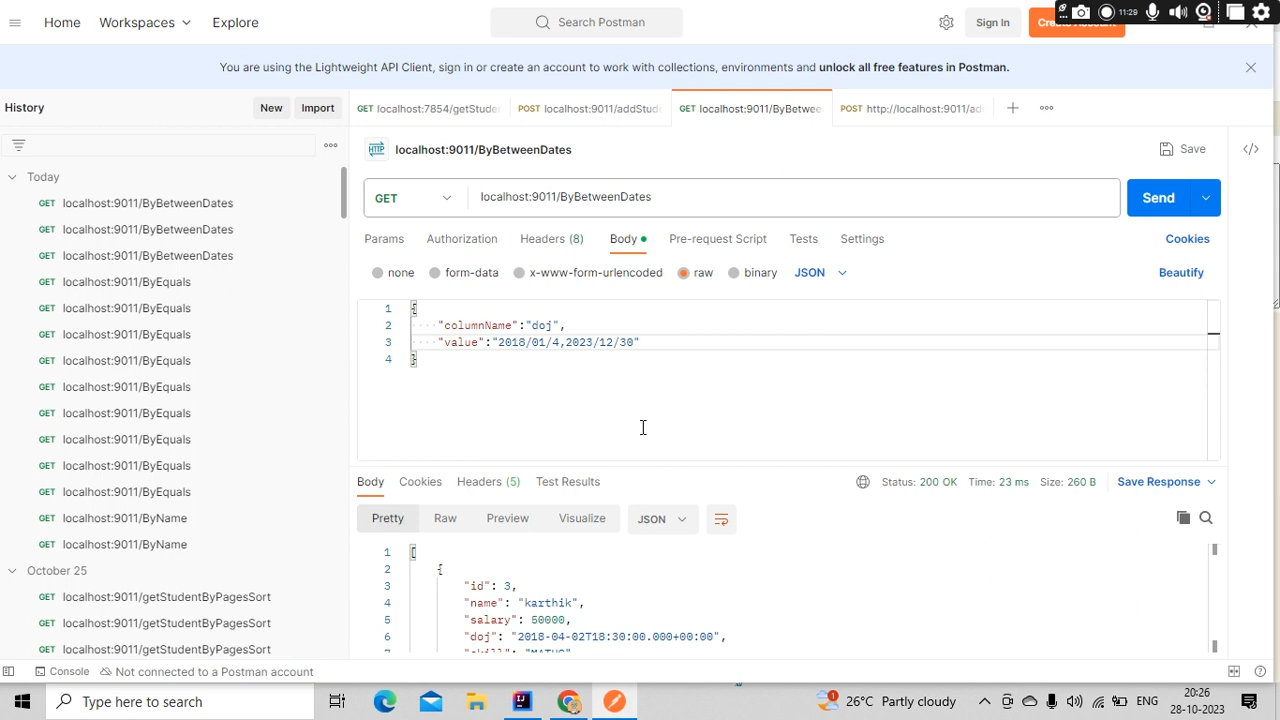 Home Workspaces Explore Search Postman Sign In 11:29
You are using the Lightweight API Client, sign in or create an account to work with collections, environments and unlock all free features in Postman.
History New Import
GET localhost:7854/getStude
POST localhost:9011/addStud
GET localhost:9011/ByBetwee
POST http://localhost:9011/ad
HTTP localhost:9011/ByBetweenDates Save </>
Today
GET localhost:9011/ByBetweenDates
GET localhost:9011/ByBetweenDates
GET localhost:9011/ByBetweenDates
GET localhost:9011/ByEquals
GET localhost:9011/ByEquals
GET localhost:9011/ByEquals
GET localhost:9011/ByEquals
GET localhost:9011/ByEquals
GET localhost:9011/ByEquals
GET localhost:9011/ByEquals
GET localhost:9011/ByEquals
GET localhost:9011/ByEquals
GET localhost:9011/ByName
GET localhost:9011/ByName
October 25
GET localhost:9011/getStudentByPagesSort
GET localhost:9011/getStudentByPagesSort
GET localhost:9011/getStudentByPagesSort
GET localhost:9011/ByBetweenDates Send
Params Authorization Headers (8) Body Pre-request Script Tests Settings Cookies
none form-data x-www-form-urlencoded raw binary JSON Beautify
1 {
2 "columnName":"doj",
3 "value":"2018/01/4,2023/12/30"
4 }
Body Cookies Headers (5) Test Results Status: 200 OK Time: 23 ms Size: 260 B Save Response
Pretty Raw Preview Visualize JSON
1 [
2 {
3 "id": 3,
4 "name": "karthik",
5 "salary": 50000,
6 "doj": "2018-04-02T18:30:00.000+00:00",
Console Not connected to a Postman account
Type here to search 1 26°C Partly cloudy ENG 20:26
28-10-2023